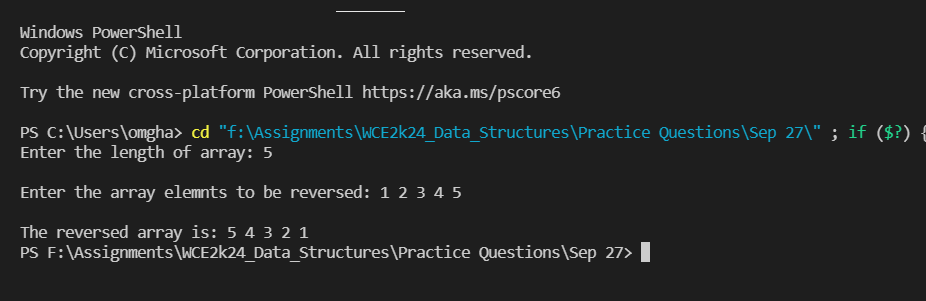 Windows PowerShell
Copyright (C) Microsoft Corporation. All rights reserved.
Try the new cross-platform PowerShell https://aka.ms/pscore6
PS C:\Users\omgha> cd "f:\Assignments\WCE2k24_Data_Structures\Practice Questions\Sep 27\" ; if ($?) {
Enter the length of array: 5
Enter the array elemnts to be reversed: 1 2 3 4 5
The reversed array is: 5 4 3 2 1
PS F:\Assignments\WCE2k24_Data_Structures\Practice Questions\Sep 27>